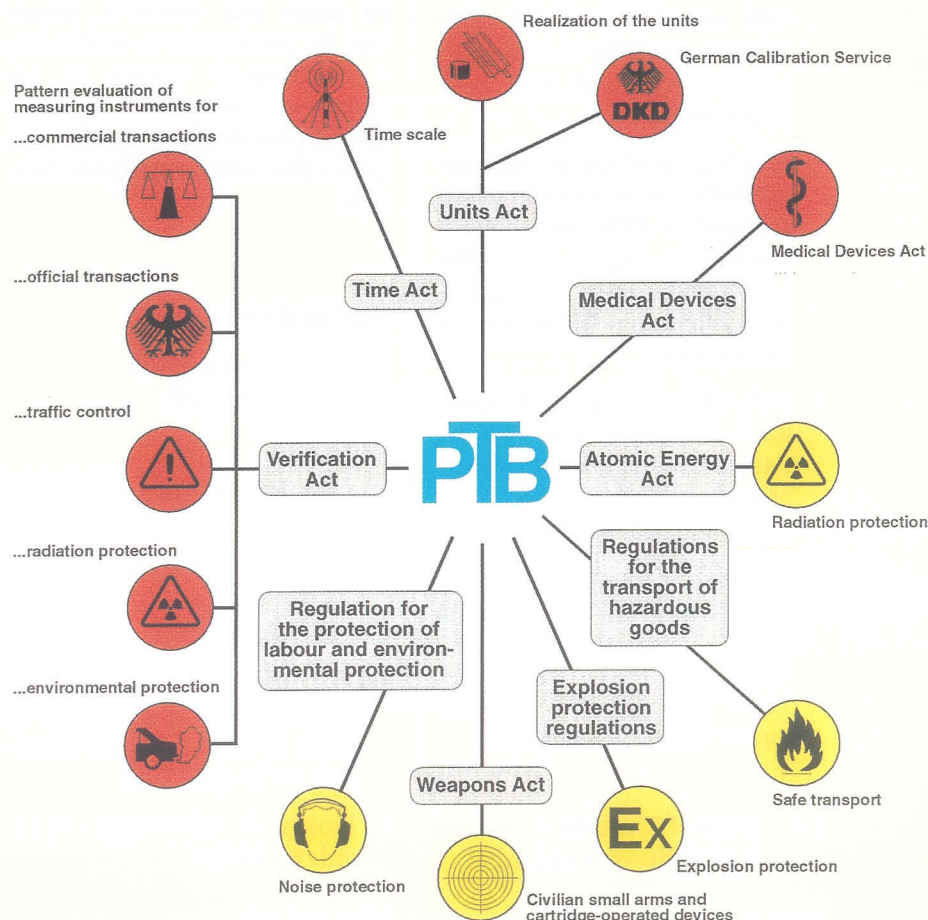 Realization of the units
German Calibration Service
DKD
Pattern evaluation of
measuring instruments for
...commercial transactions
Time scale
Units Act
Medical Devices Act
...official transactions
Time Act
Medical Devices
Act
...traffic control
Verification
Act
PTB
Atomic Energy
Act
Radiation protection
...radiation protection
Regulations
for the
transport of
hazardous
goods
Regulation for
the protection of
labour and environ-
mental protection
...environmental protection
Explosion
protection
regulations
Weapons Act
Safe transport
Ex
Noise protection
Explosion protection
Civilian small arms and
cartridge-operated devices